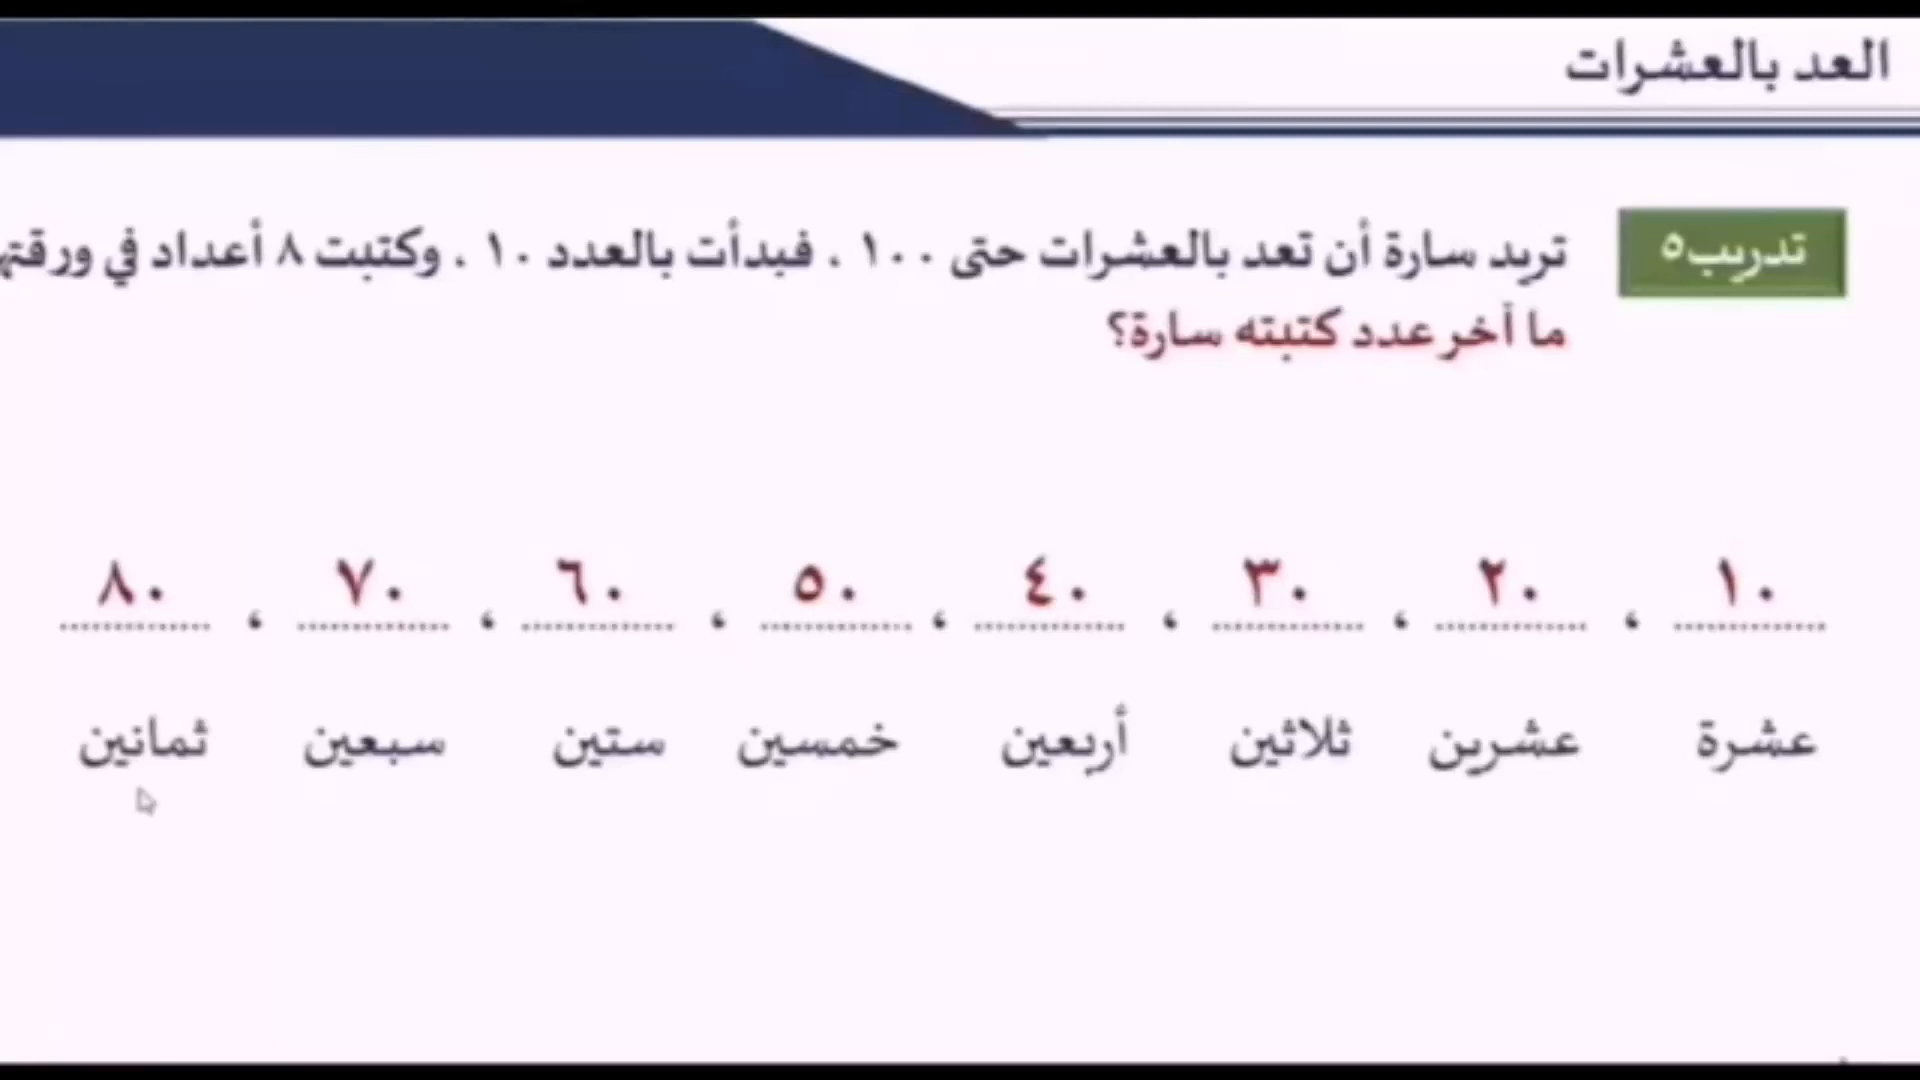 العد بالعشرات
تدريب٥
تريد سارة أن تعد بالعشرات حتى ١٠٠ . فبدأت بالعدد ١٠ . وكتبت ٨ أعداد في
ما آخر عدد كتبته سارة؟
١٠ ، ٢٠ ، ٣٠ ، ٤٠ ، ٥٠ ، ٦٠ ، ٧٠ ، ٨٠
عشرة عشرين ثلاثين أربعين خمسين ستين سبعين ثمانين